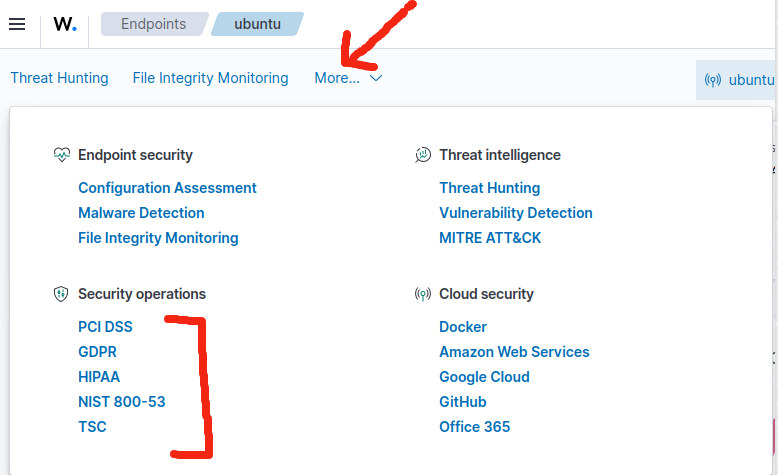 W.
Endpoints
ubuntu
Threat Hunting
File Integrity Monitoring
More...
ubuntu
Endpoint security
Configuration Assessment
Malware Detection
File Integrity Monitoring
Threat intelligence
Threat Hunting
Vulnerability Detection
MITRE ATT&CK
Security operations
PCI DSS
GDPR
HIPAA
NIST 800-53
TSC
Cloud security
Docker
Amazon Web Services
Google Cloud
GitHub
Office 365